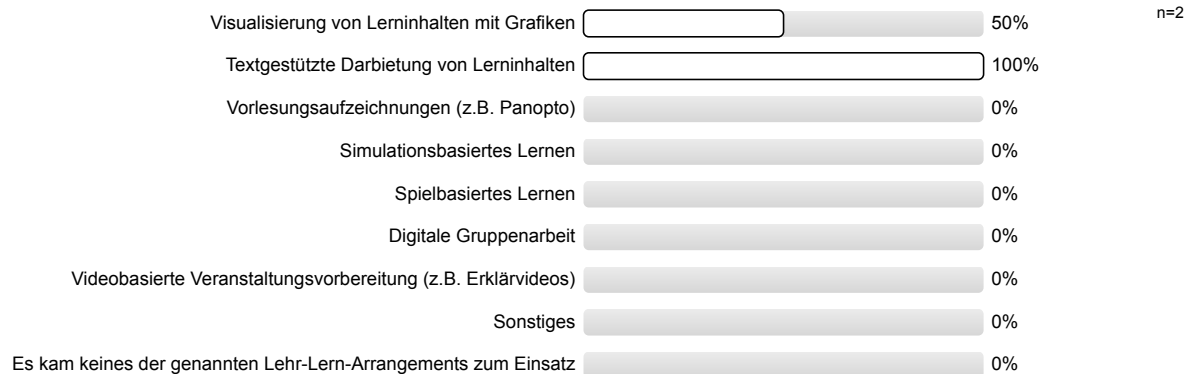 Visualisierung von Lerninhalten mit Grafiken 50% n=2
Textgestützte Darbietung von Lerninhalten 100%
Vorlesungsaufzeichnungen (z.B. Panopto) 0%
Simulationsbasiertes Lernen 0%
Spielbasiertes Lernen 0%
Digitale Gruppenarbeit 0%
Videobasierte Veranstaltungsvorbereitung (z.B. Erklärvideos) 0%
Sonstiges 0%
Es kam keines der genannten Lehr-Lern-Arrangements zum Einsatz 0%